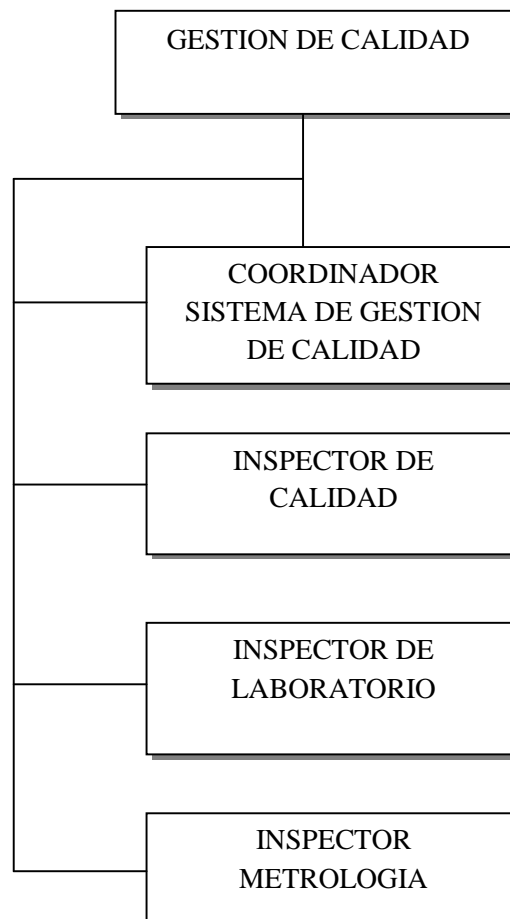 GESTION DE CALIDAD
COORDINADOR
SISTEMA DE GESTION
DE CALIDAD
INSPECTOR DE
CALIDAD
INSPECTOR DE
LABORATORIO
INSPECTOR
METROLOGIA